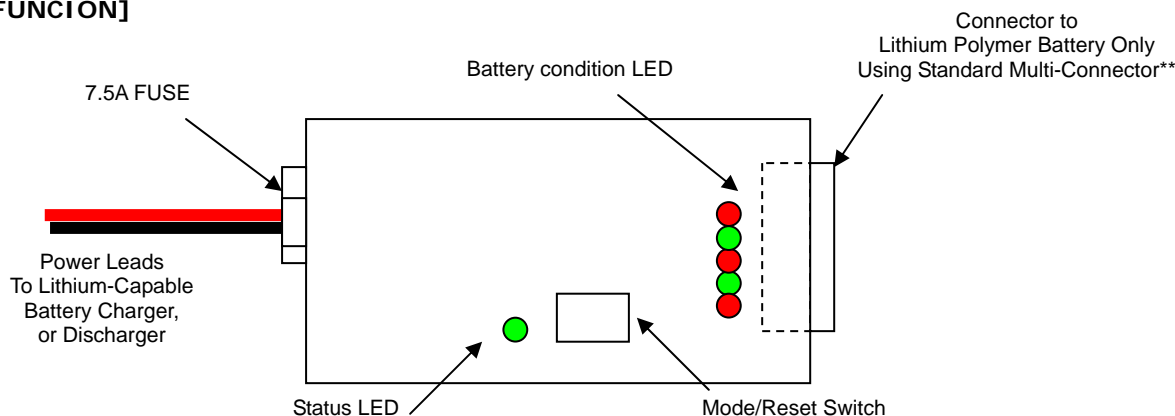 FUNCION]
Connector to
Lithium Polymer Battery Only
Using Standard Multi-Connector**
Battery condition LED
7.5A FUSE
Power Leads
To Lithium-Capable
Battery Charger,
or Discharger
Status LED
Mode/Reset Switch